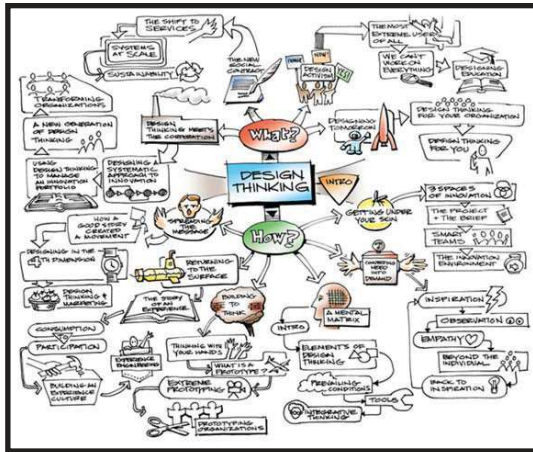 THE SHIFT TO
SERVICES
SYSTEMS
AT SCALE
SUSTAINABILITY
THE NEW
SOCIAL
CONTRACT
NOW
DESIGN
ACTIVISM
YES!
THE MOST
EXTREME USER
OF ALL
WE CAN'T
WORK ON
EVERYTHING
DESIGNING
EDUCATION
TRANSFORMING
ORGANIZATIONS
A NEW GENERATION
OF DESIGN
THINKING
DESIGN
THINKING MEETS
THE CORPORATION
What?
DESIGNING
TOMORROW
DESIGN THINKING
FOR YOUR ORGANIZATION
DESIGN THINKING
FOR YOU
USING
DESIGN THINKING
TO MANAGE
AN INNOVATION
PORTFOLIO
DESIGNING A
SYSTEMATIC
APPROACH TO
INNOVATION
DESIGN
THINKING
INTRO
HOW A
GOOD STORY
CREATED A
MOVEMENT
SPREADING
THE
MESSAGE
How?
GETTING UNDER
YOUR SKIN
3 SPACES
OF INNOVATION
THE PROJECT
+ THE BRIEF
SMART
TEAMS
THE INNOVATION
ENVIRONMENT
DESIGNING IN THE
4TH DIMENSION
DESIGN
THINKING &
MARKETING
RETURNING
TO THE
SURFACE
CONVERTING
NEED
INTO
DEMAND
THE STORY
OF AN
EXPERIENCE
BUILDING
TO
THINK
A MENTAL
MATRIX
INSPIRATION
OBSERVATION
EMPATHY
BEYOND THE
INDIVIDUAL
BACK TO
INSPIRATION
CONSUMPTION
PARTICIPATION
EXPERIENCE
ENGINEERING
BUILDING AN
EXPERIENCE
CULTURE
THINKING WITH
YOUR HANDS
WHAT IS A
PROTOTYPE?
EXTREME
PROTOTYPING
PROTOTYPING
ORGANIZATIONS
INTRO
ELEMENTS OF
DESIGN
THINKING
PREVAILING
CONDITIONS
TOOLS
INTEGRATIVE
THINKING